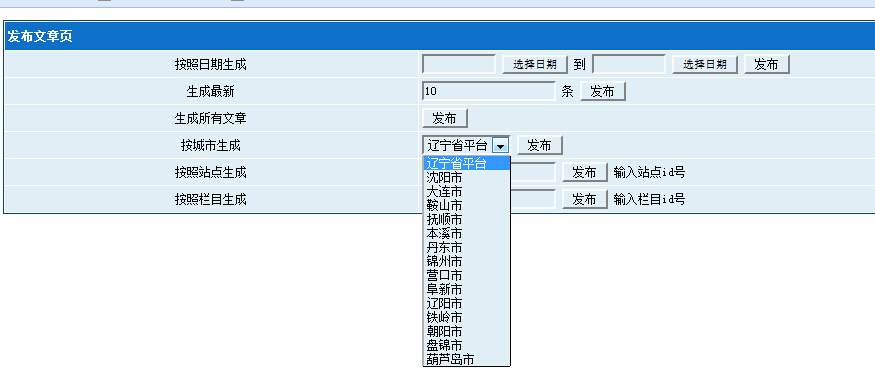 发布文章页
按照日期生成 选择日期 到 选择日期 发布
生成最新 10 条 发布
生成所有文章 发布
按城市生成 辽宁省平台 发布
辽宁省平台
按照站点生成 发布 输入站点id号
沈阳市
大连市
按照栏目生成 发布 输入栏目id号
鞍山市
抚顺市
本溪市
丹东市
锦州市
营口市
阜新市
辽阳市
铁岭市
朝阳市
盘锦市
葫芦岛市